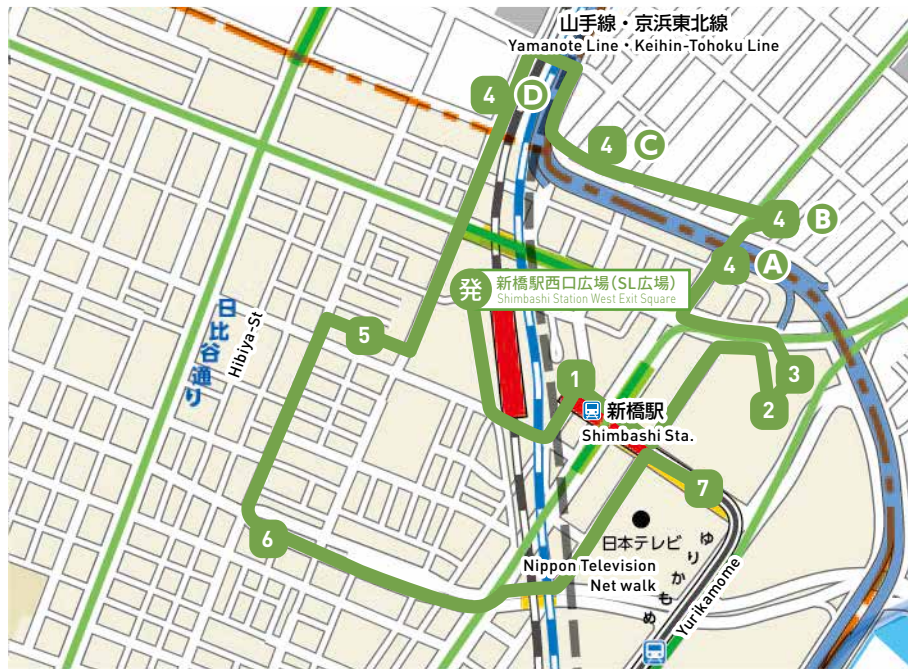 山手線・京浜東北線
Yamanote Line・Keihin-Tohoku Line
4 D
4 C
4 B
4 A
発 新橋駅西口広場(SL広場)
Shimbashi Station West Exit Square
日比谷通り
Hibiya-St
5
3
1
2
新橋駅
Shimbashi Sta.
7
6
日本テレビ
Nippon Television
Net walk
ゆりかもめ
Yurikamome